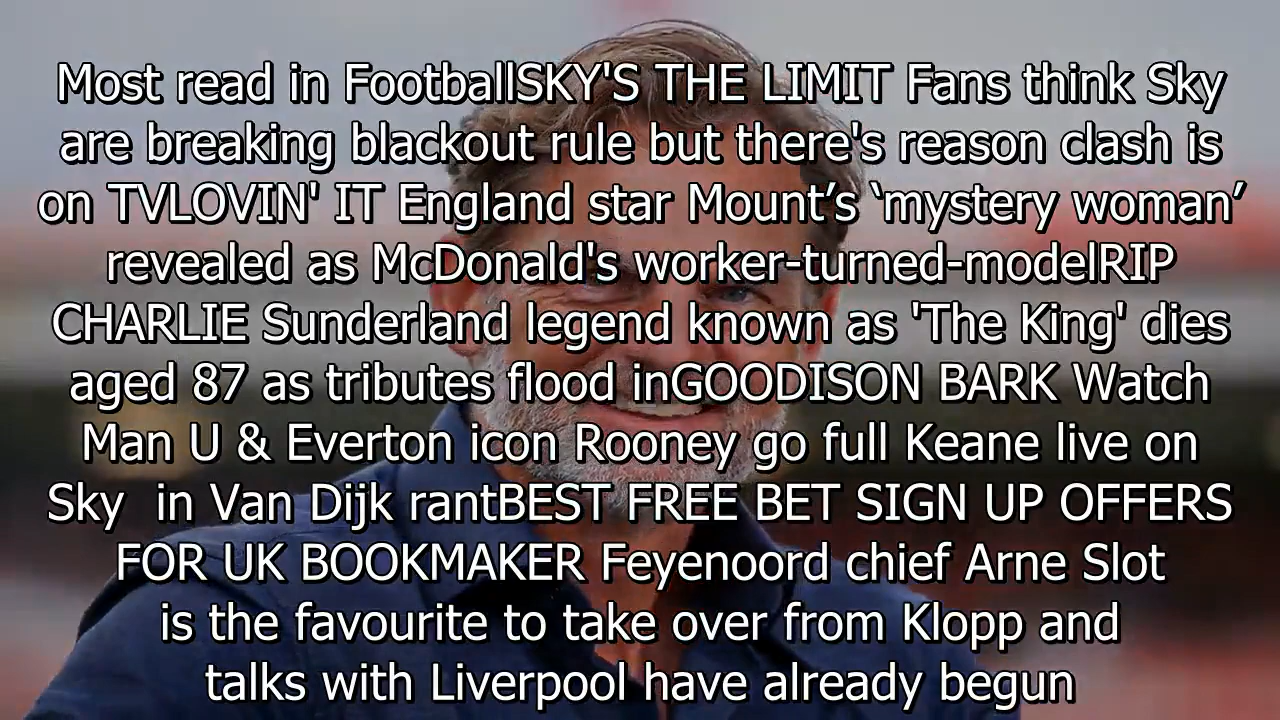 Most read in FootballSKY'S THE LIMIT Fans think Sky
are breaking blackout rule but there's reason clash is
on TVLOVIN' IT England star Mount’s ‘mystery woman’
revealed as McDonald's worker-turned-modelRIP
CHARLIE Sunderland legend known as 'The King' dies
aged 87 as tributes flood inGOODISON BARK Watch
Man U & Everton icon Rooney go full Keane live on
Sky  in Van Dijk rantBEST FREE BET SIGN UP OFFERS
FOR UK BOOKMAKER Feyenoord chief Arne Slot
is the favourite to take over from Klopp and
talks with Liverpool have already begun